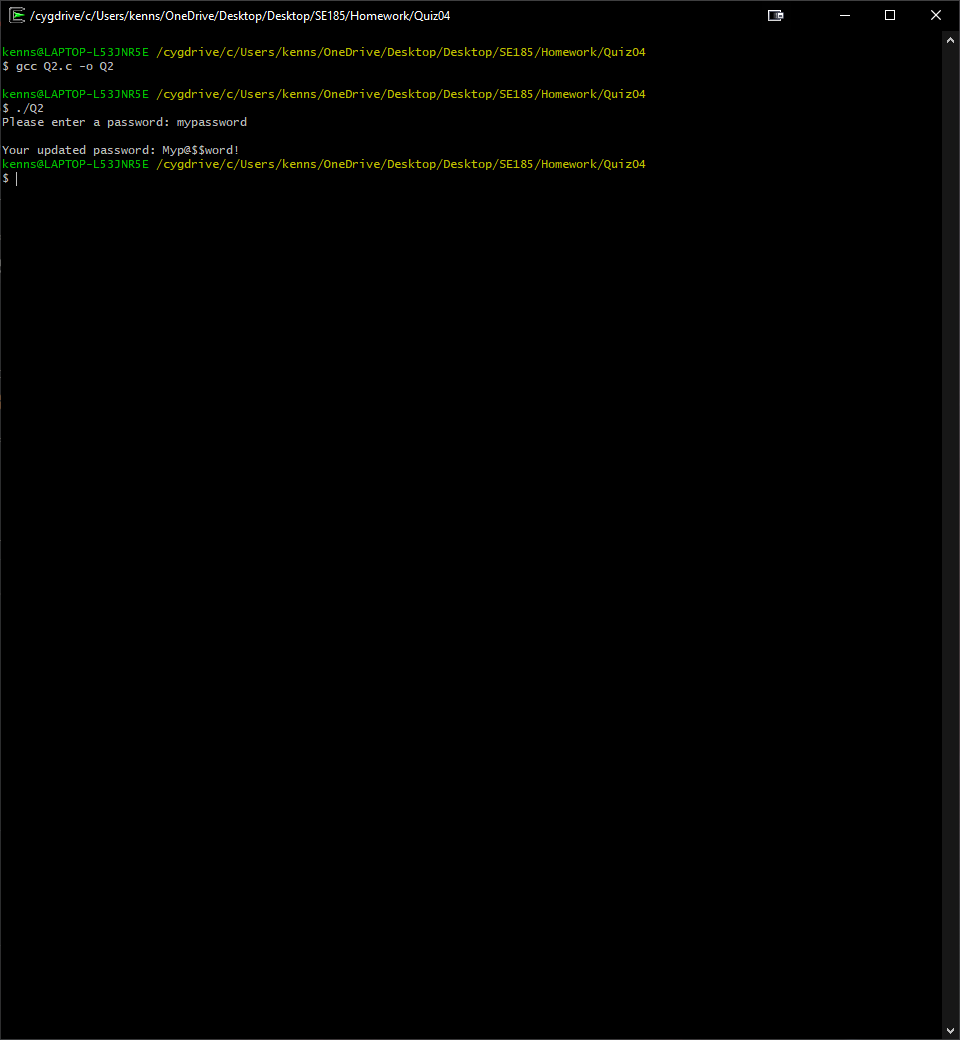 /cygdrive/c/Users/kenns/OneDrive/Desktop/Desktop/SE185/Homework/Quiz04
kenns@LAPTOP-L53JNR5E /cygdrive/c/Users/kenns/OneDrive/Desktop/Desktop/SE185/Homework/Quiz04
$ gcc Q2.c -o Q2
kenns@LAPTOP-L53JNR5E /cygdrive/c/Users/kenns/OneDrive/Desktop/Desktop/SE185/Homework/Quiz04
$ ./Q2
Please enter a password: mypassword
Your updated password: Myp@$$word!
kenns@LAPTOP-L53JNR5E /cygdrive/c/Users/kenns/OneDrive/Desktop/Desktop/SE185/Homework/Quiz04
$